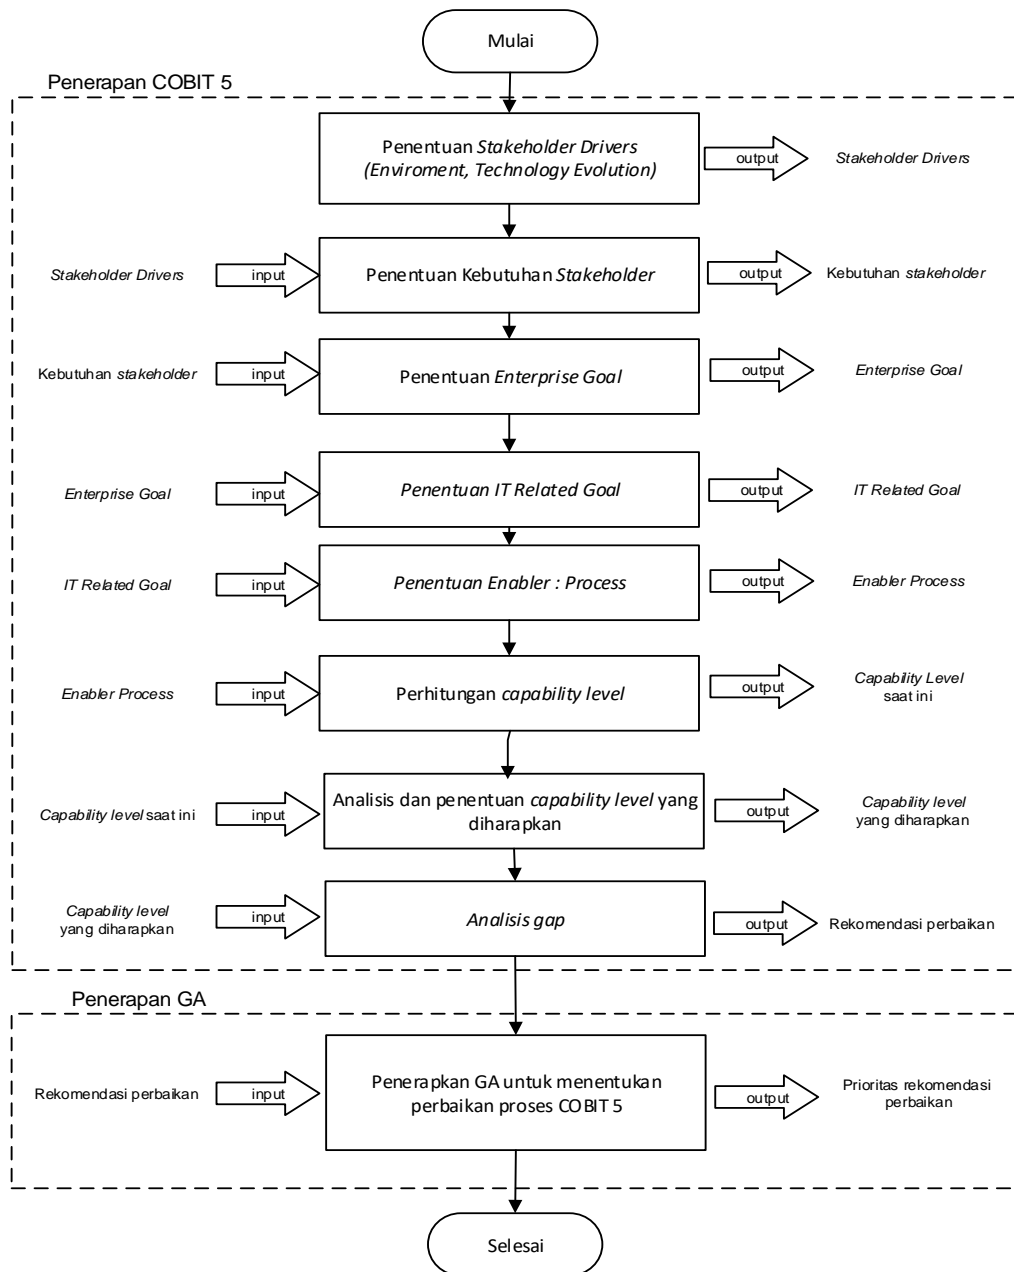 Mulai
Penerapan COBIT 5
Penentuan Stakeholder Drivers
(Enviroment, Technology Evolution)
output
Stakeholder Drivers
Stakeholder Drivers
input
Penentuan Kebutuhan Stakeholder
output
Kebutuhan stakeholder
Kebutuhan stakeholder
input
Penentuan Enterprise Goal
output
Enterprise Goal
Enterprise Goal
input
Penentuan IT Related Goal
output
IT Related Goal
IT Related Goal
input
Penentuan Enabler : Process
output
Enabler Process
Enabler Process
input
Perhitungan capability level
output
Capability Level
saat ini
Capability level saat ini
input
Analisis dan penentuan capability level yang
diharapkan
output
Capability level
yang diharapkan
Capability level
yang diharapkan
input
Analisis gap
output
Rekomendasi perbaikan
Penerapan GA
Rekomendasi perbaikan
input
Penerapkan GA untuk menentukan
perbaikan proses COBIT 5
output
Prioritas rekomendasi
perbaikan
Selesai